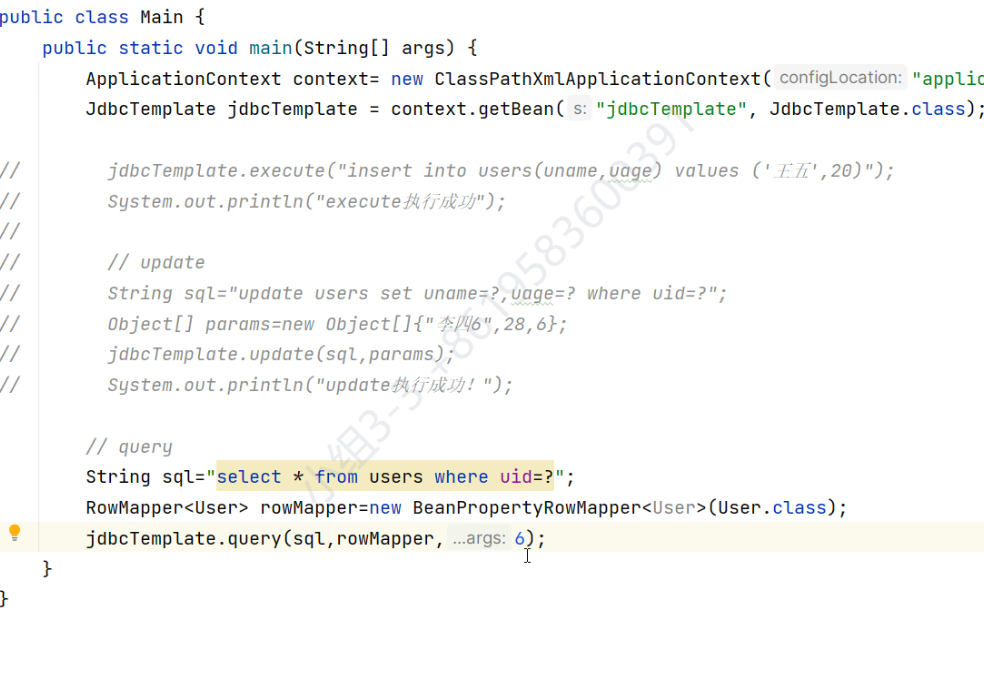 public class Main {
public static void main(String[] args) {
ApplicationContext context= new ClassPathXmlApplicationContext( configLocation: "applic
JdbcTemplate jdbcTemplate = context.getBean( s: "jdbcTemplate", JdbcTemplate.class);
// jdbcTemplate.execute("insert into users(uname,uage) values ('王五',20)");
// System.out.println("execute执行成功");
//
// // update
// String sql="update users set uname=?,uage=? where uid=?";
// Object[] params=new Object[]{"李四6",28,6};
// jdbcTemplate.update(sql,params);
// System.out.println("update执行成功！");
// query
String sql="select * from users where uid=?";
RowMapper<User> rowMapper=new BeanPropertyRowMapper<User>(User.class);
jdbcTemplate.query(sql,rowMapper, ...args: 6);
}
}